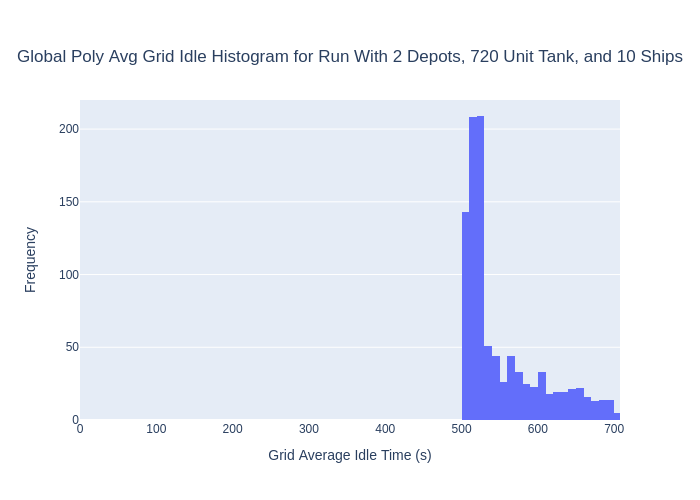 Global Poly Avg Grid Idle Histogram for Run With 2 Depots, 720 Unit Tank, and 10 Ships
200
150
100
50
0
0 100 200 300 400 500 600 700
Frequency
Grid Average Idle Time (s)